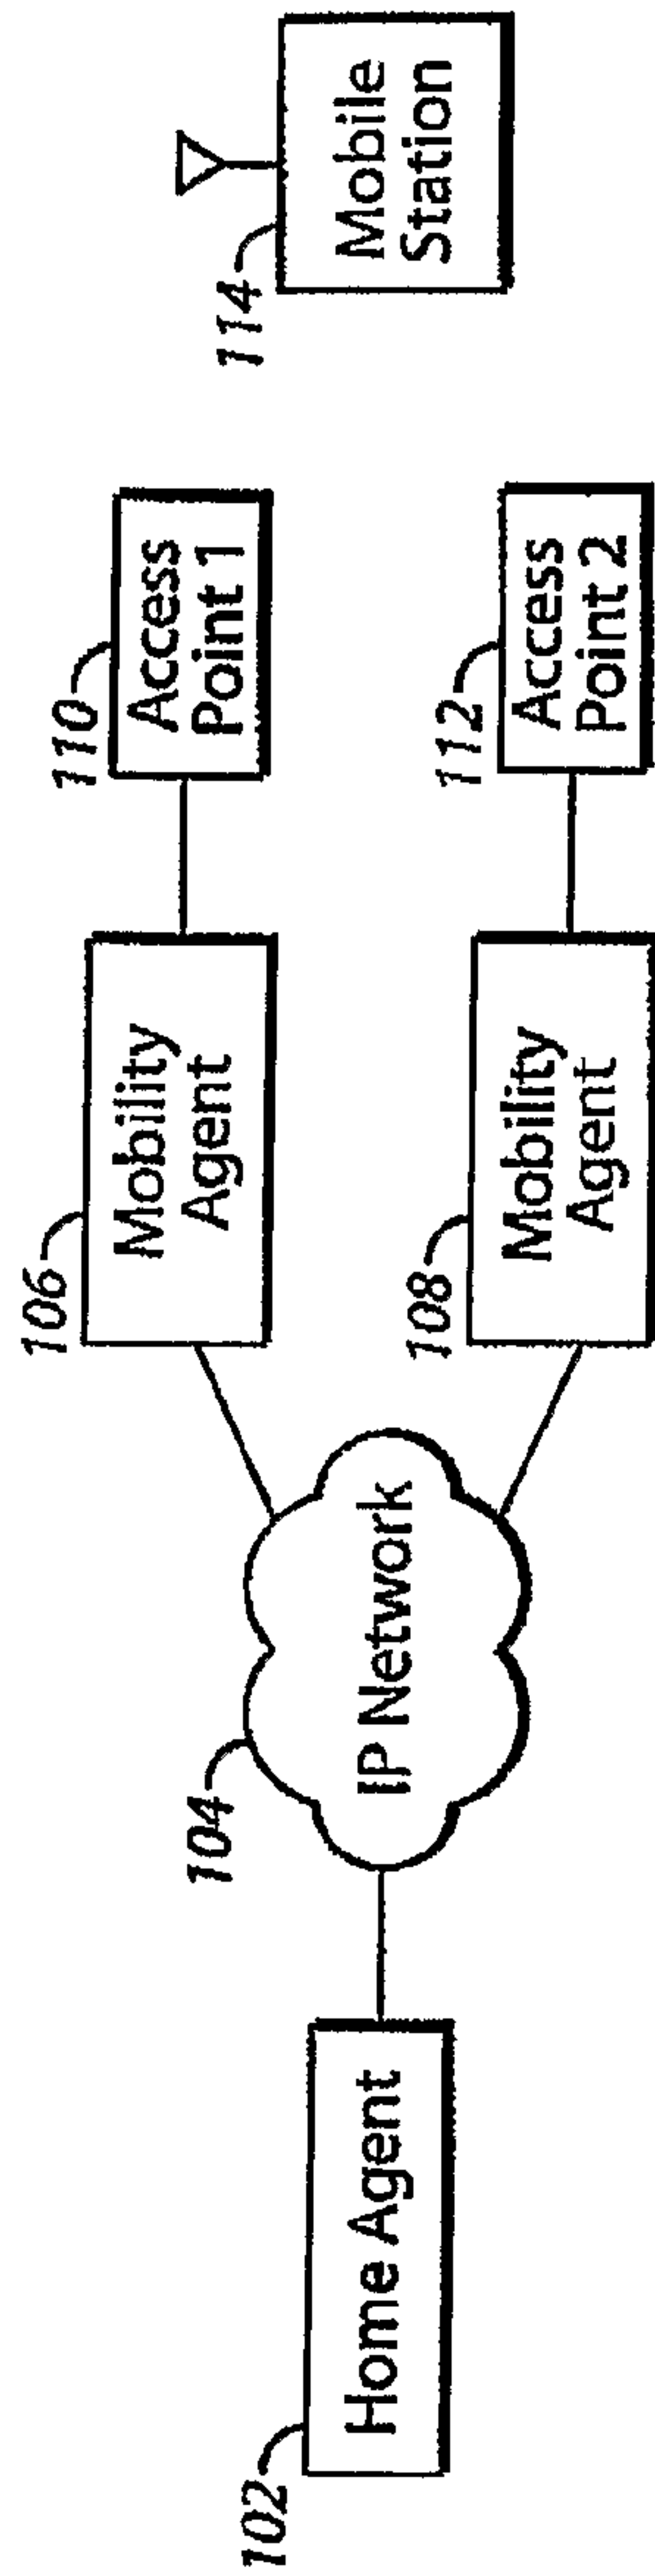 102
Home Agent
104
IP Network
106
Mobility
Agent
108
Mobility
Agent
110
Access
Point 1
112
Access
Point 2
114
Mobile
Station